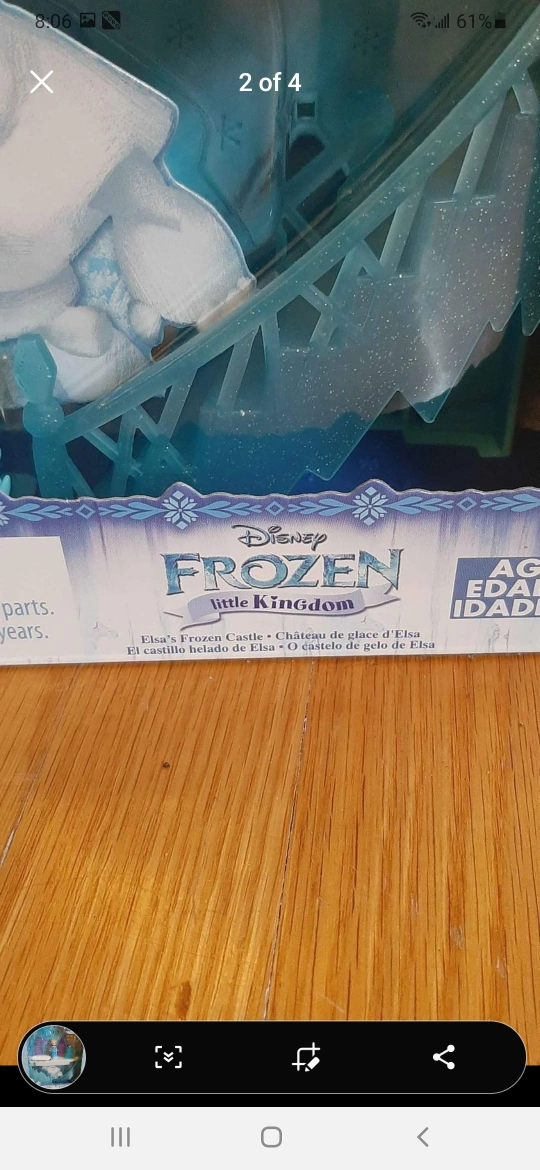 8:06 61%
2 of 4
Disney
FROZEN
little Kingdom
Elsa's Frozen Castle • Château de glace d'Elsa
El castillo helado de Elsa • O castelo de gelo de Elsa
parts.
years.
AG
EDA
IDAD